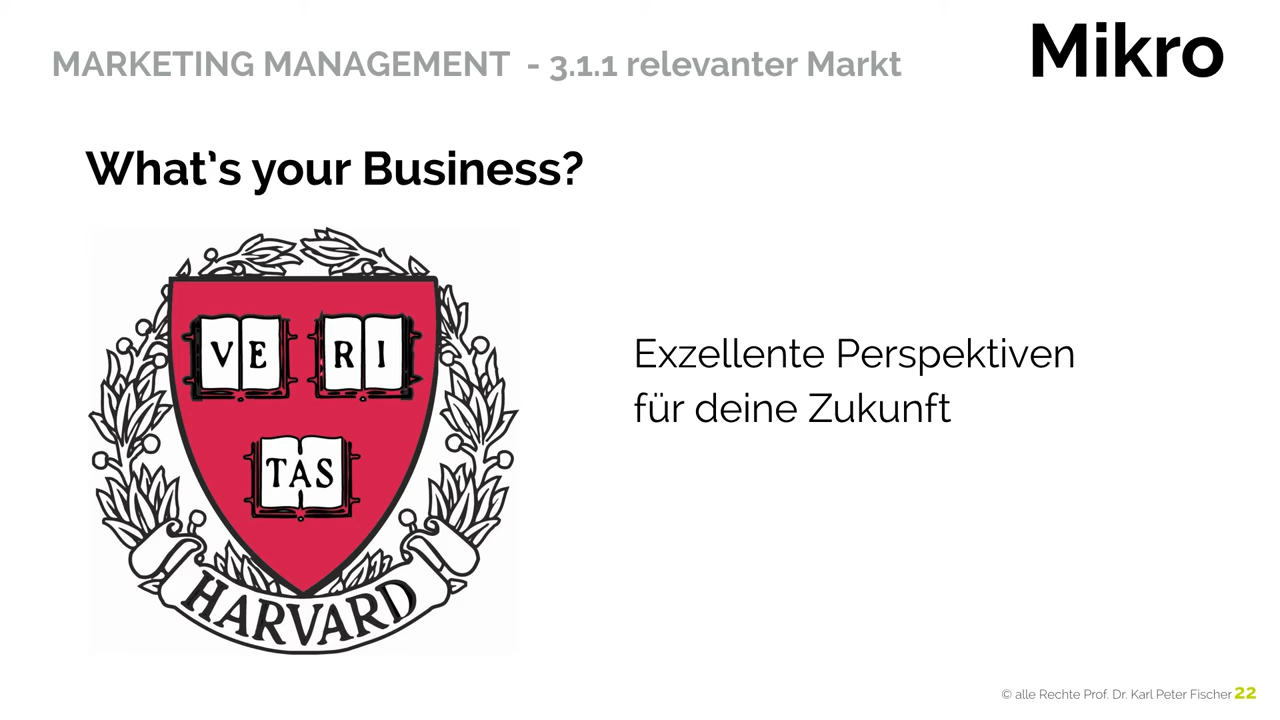 MARKETING MANAGEMENT - 3.1.1 relevanter Markt
Mikro
What's your Business?
VE RI
TAS
HARVARD
Exzellente Perspektiven
für deine Zukunft
© alle Rechte Prof. Dr. Karl Peter Fischer 22